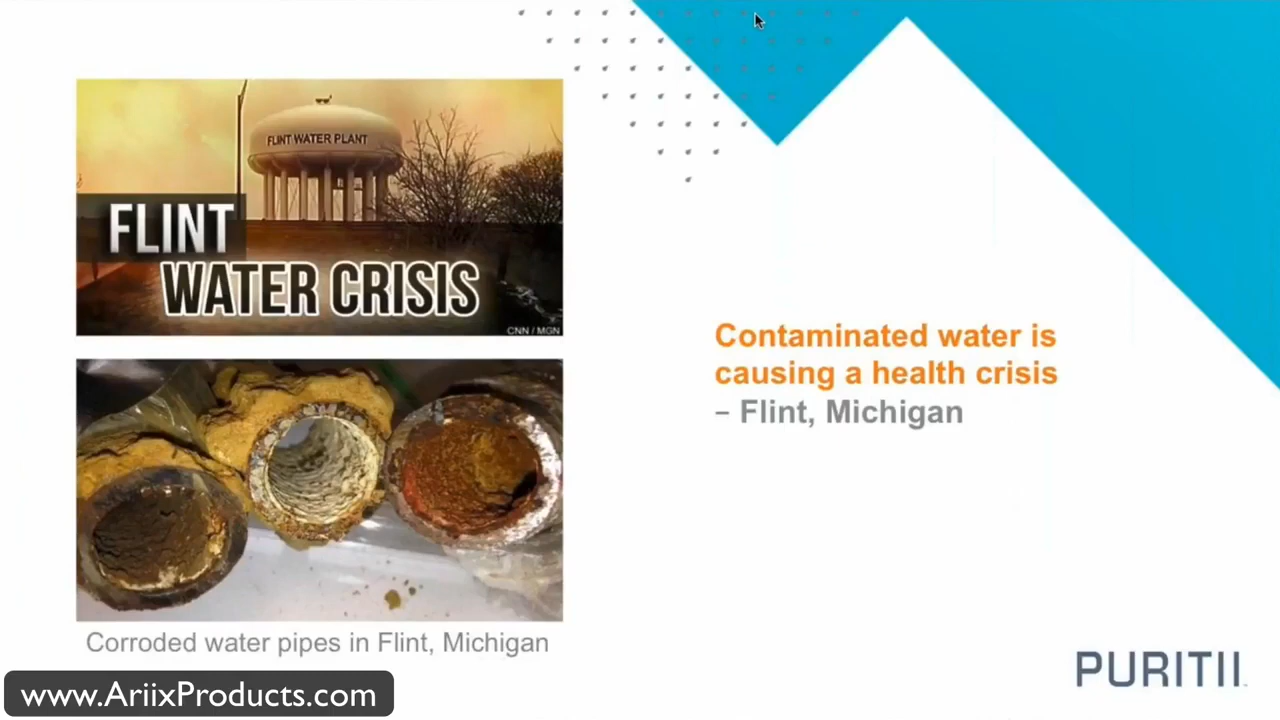 FLINT WATER PLANT
FLINT
WATER CRISIS
CNN / MGN
Corroded water pipes in Flint, Michigan
Contaminated water is
causing a health crisis
– Flint, Michigan
PURITII
www.AriixProducts.com